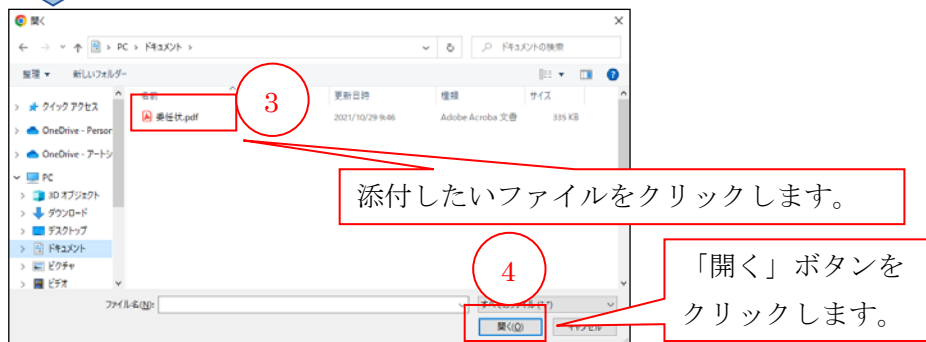 開く
PC › ドキュメント ›
ドキュメントの検索
整理 ▼ 新しいフォルダー
名前 更新日時 種類 サイズ
3
クイック アクセス
委任状.pdf 2021/10/29 9:46 Adobe Acroba 文書 335 KB
OneDrive - Person
OneDrive - アートシ
PC
3D オブジェクト
ダウンロード
デスクトップ
ドキュメント
ピクチャ
ビデオ
添付したいファイルをクリックします。
4
「開く」ボタンを
クリックします。
ファイル名(N):
開く(O)